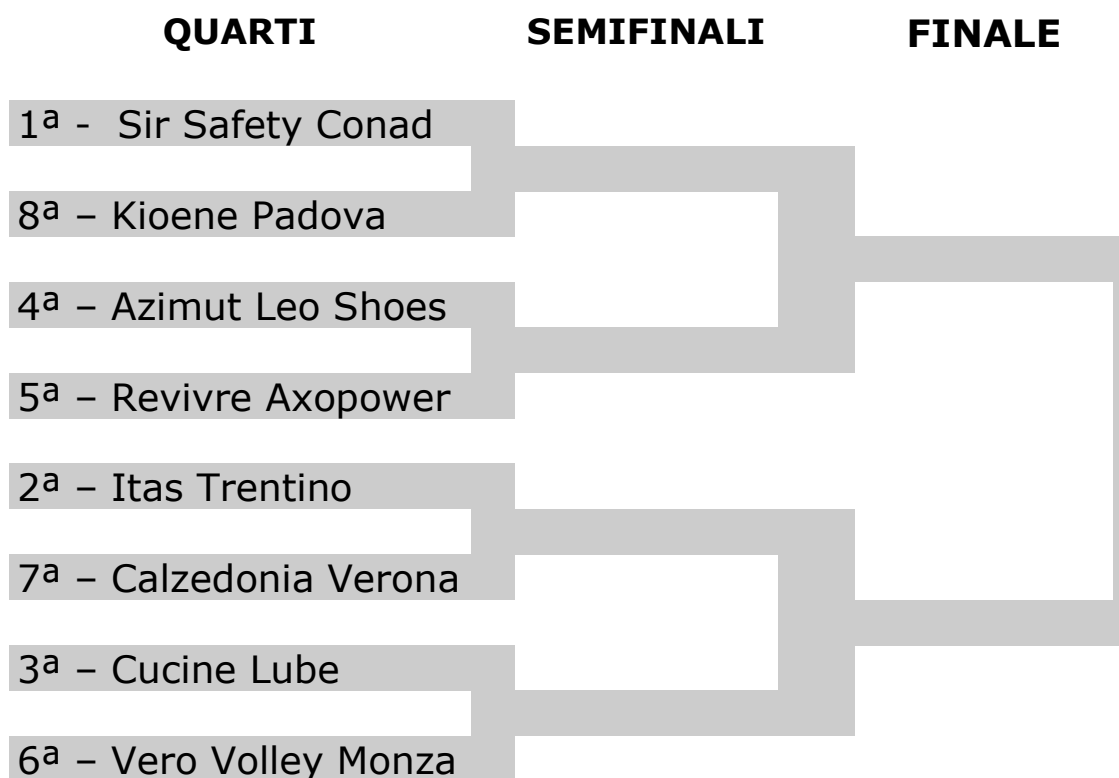 QUARTI SEMIFINALI FINALE
1ª - Sir Safety Conad
8ª – Kioene Padova
4ª – Azimut Leo Shoes
5ª – Revivre Axopower
2ª – Itas Trentino
7ª – Calzedonia Verona
3ª – Cucine Lube
6ª – Vero Volley Monza